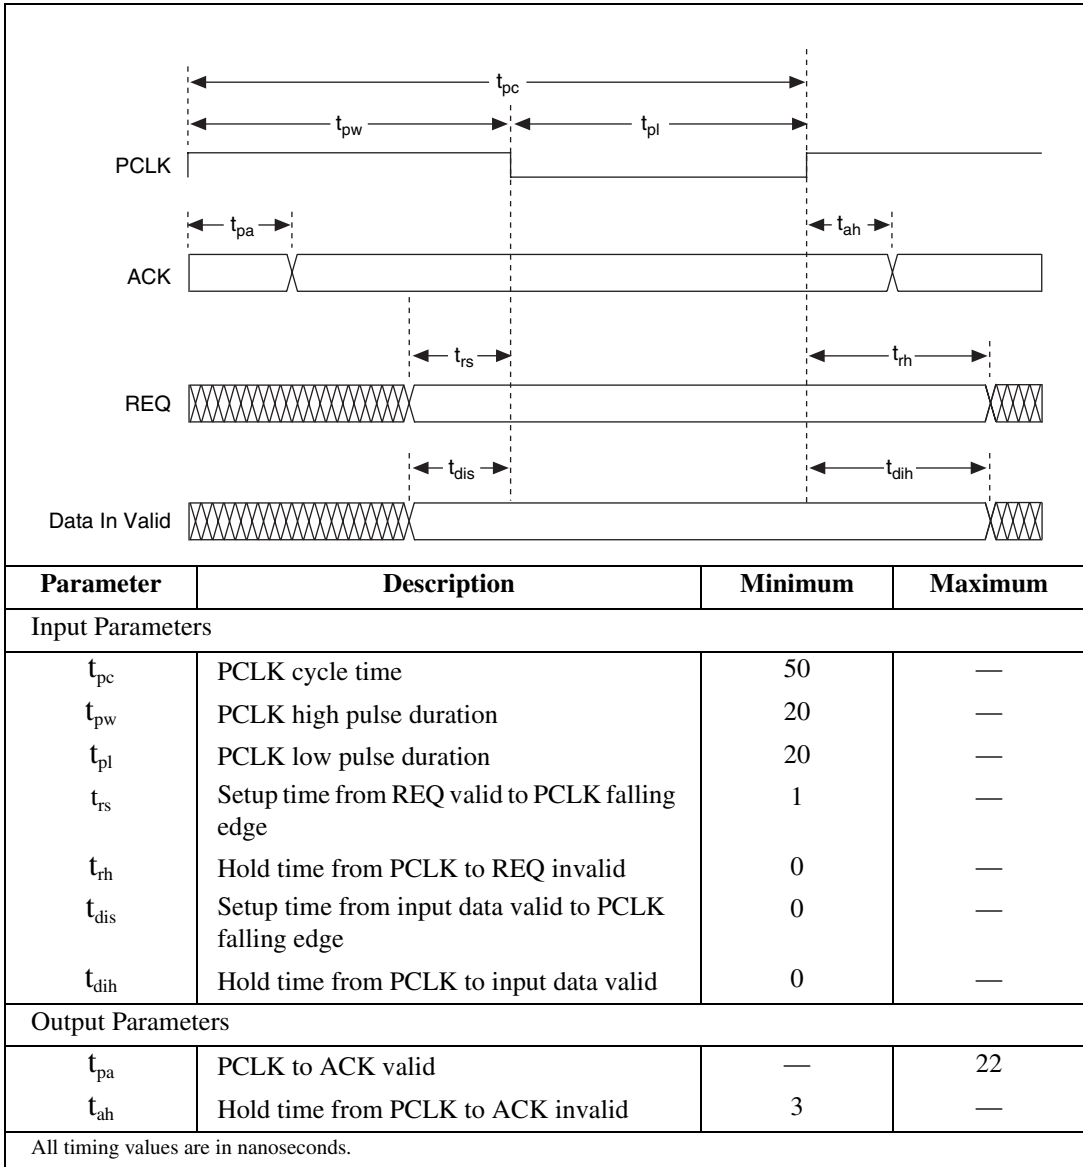 t_pc
t_pw t_pl
PCLK
t_pa t_ah
ACK
t_rs t_rh
REQ
t_dis t_dih
Data In Valid
Parameter Description Minimum Maximum
Input Parameters
t_pc PCLK cycle time 50 —
t_pw PCLK high pulse duration 20 —
t_pl PCLK low pulse duration 20 —
t_rs Setup time from REQ valid to PCLK falling 1 —
edge
t_rh Hold time from PCLK to REQ invalid 0 —
t_dis Setup time from input data valid to PCLK 0 —
falling edge
t_dih Hold time from PCLK to input data valid 0 —
Output Parameters
t_pa PCLK to ACK valid — 22
t_ah Hold time from PCLK to ACK invalid 3 —
All timing values are in nanoseconds.